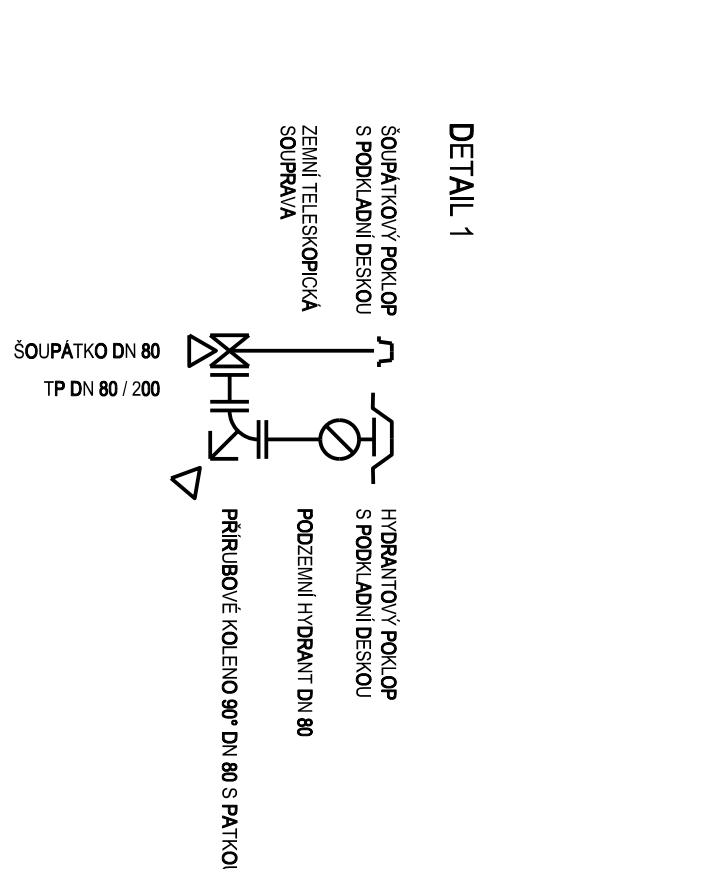 DETAIL 1
ŠOUPÁTKOVÝ POKLOP
S PODKLADNÍ DESKOU
ZEMNÍ TELESKOPICKÁ
SOUPRAVA
ŠOUPÁTKO DN 80
TP DN 80 / 200
HYDRANTOVÝ POKLOP
S PODKLADNÍ DESKOU
PODZEMNÍ HYDRANT DN 80
PŘÍRUBOVÉ KOLENO 90° DN 80 S PATKOU